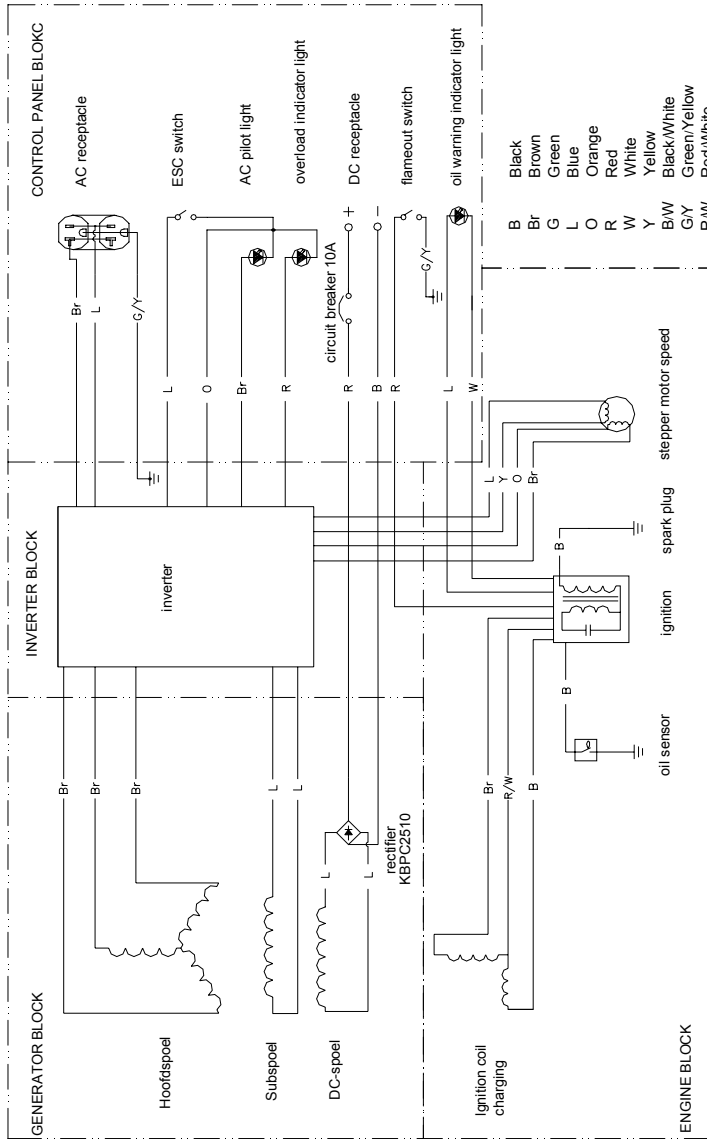 GENERATOR BLOCK
INVERTER BLOCK
CONTROL PANEL BLOKC
Hoofdspoel
Subspoel
DC-spoel
Br
Br
Br
L
L
L
L
rectifier
KBPC2510
inverter
Br
L
G/Y
L
O
Br
R
R
B
R
L
W
AC receptacle
ESC switch
AC pilot light
overload indicator light
circuit breaker 10A
DC receptacle
+
−
flameout switch
G/Y
oil warning indicator light
ENGINE BLOCK
Ignition coil
charging
Br
R/W
B
B
oil sensor
ignition
B
spark plug
L
Y
O
Br
stepper motor speed
B Black
Br Brown
G Green
L Blue
O Orange
R Red
W White
Y Yellow
B/W Black/White
G/Y Green/Yellow
R/W Red/White